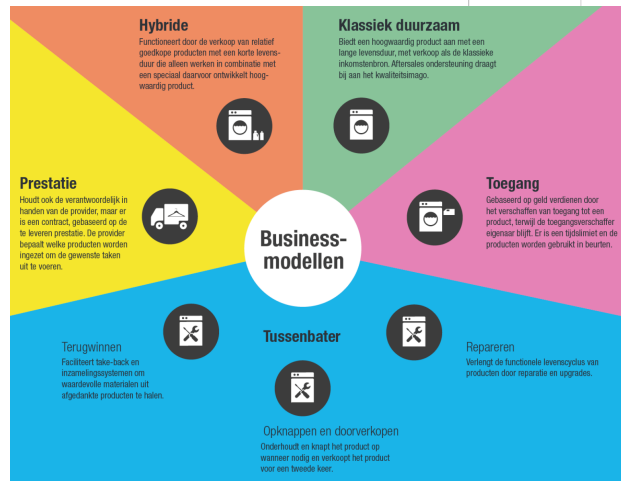 Hybride
Functioneert door de verkoop van relatief
goedkope producten met een korte levens-
duur die alleen werken in combinatie met
een speciaal daarvoor ontwikkelt hoog-
waardig product.
Klassiek duurzaam
Biedt een hoogwaardig product aan met een
lange levensduur, met verkoop als de klassieke
inkomstenbron. Aftersales ondersteuning draagt
bij aan het kwaliteitsimago.
Prestatie
Houdt ook de verantwoordelijk in
handen van de provider, maar er
is een contract, gebaseerd op de
te leveren prestatie. De provider
bepaalt welke producten worden
ingezet om de gewenste taken
uit te voeren.
Toegang
Gebaseerd op geld verdienen door
het verschaffen van toegang tot een
product, terwijl de toegangsverschaffer
eigenaar blijft. Er is een tijdslimiet en de
producten worden gebruikt in beurten.
Business-
modellen
Tussenbater
Terugwinnen
Faciliteert take-back en
inzamelingssystemen om
waardevolle materialen uit
afgedankte producten te halen.
Repareren
Verlengt de functionele levenscyclus van
producten door reparatie en upgrades.
Opknappen en doorverkopen
Onderhoudt en knapt het product op
wanneer nodig en verkoopt het product
voor een tweede keer.